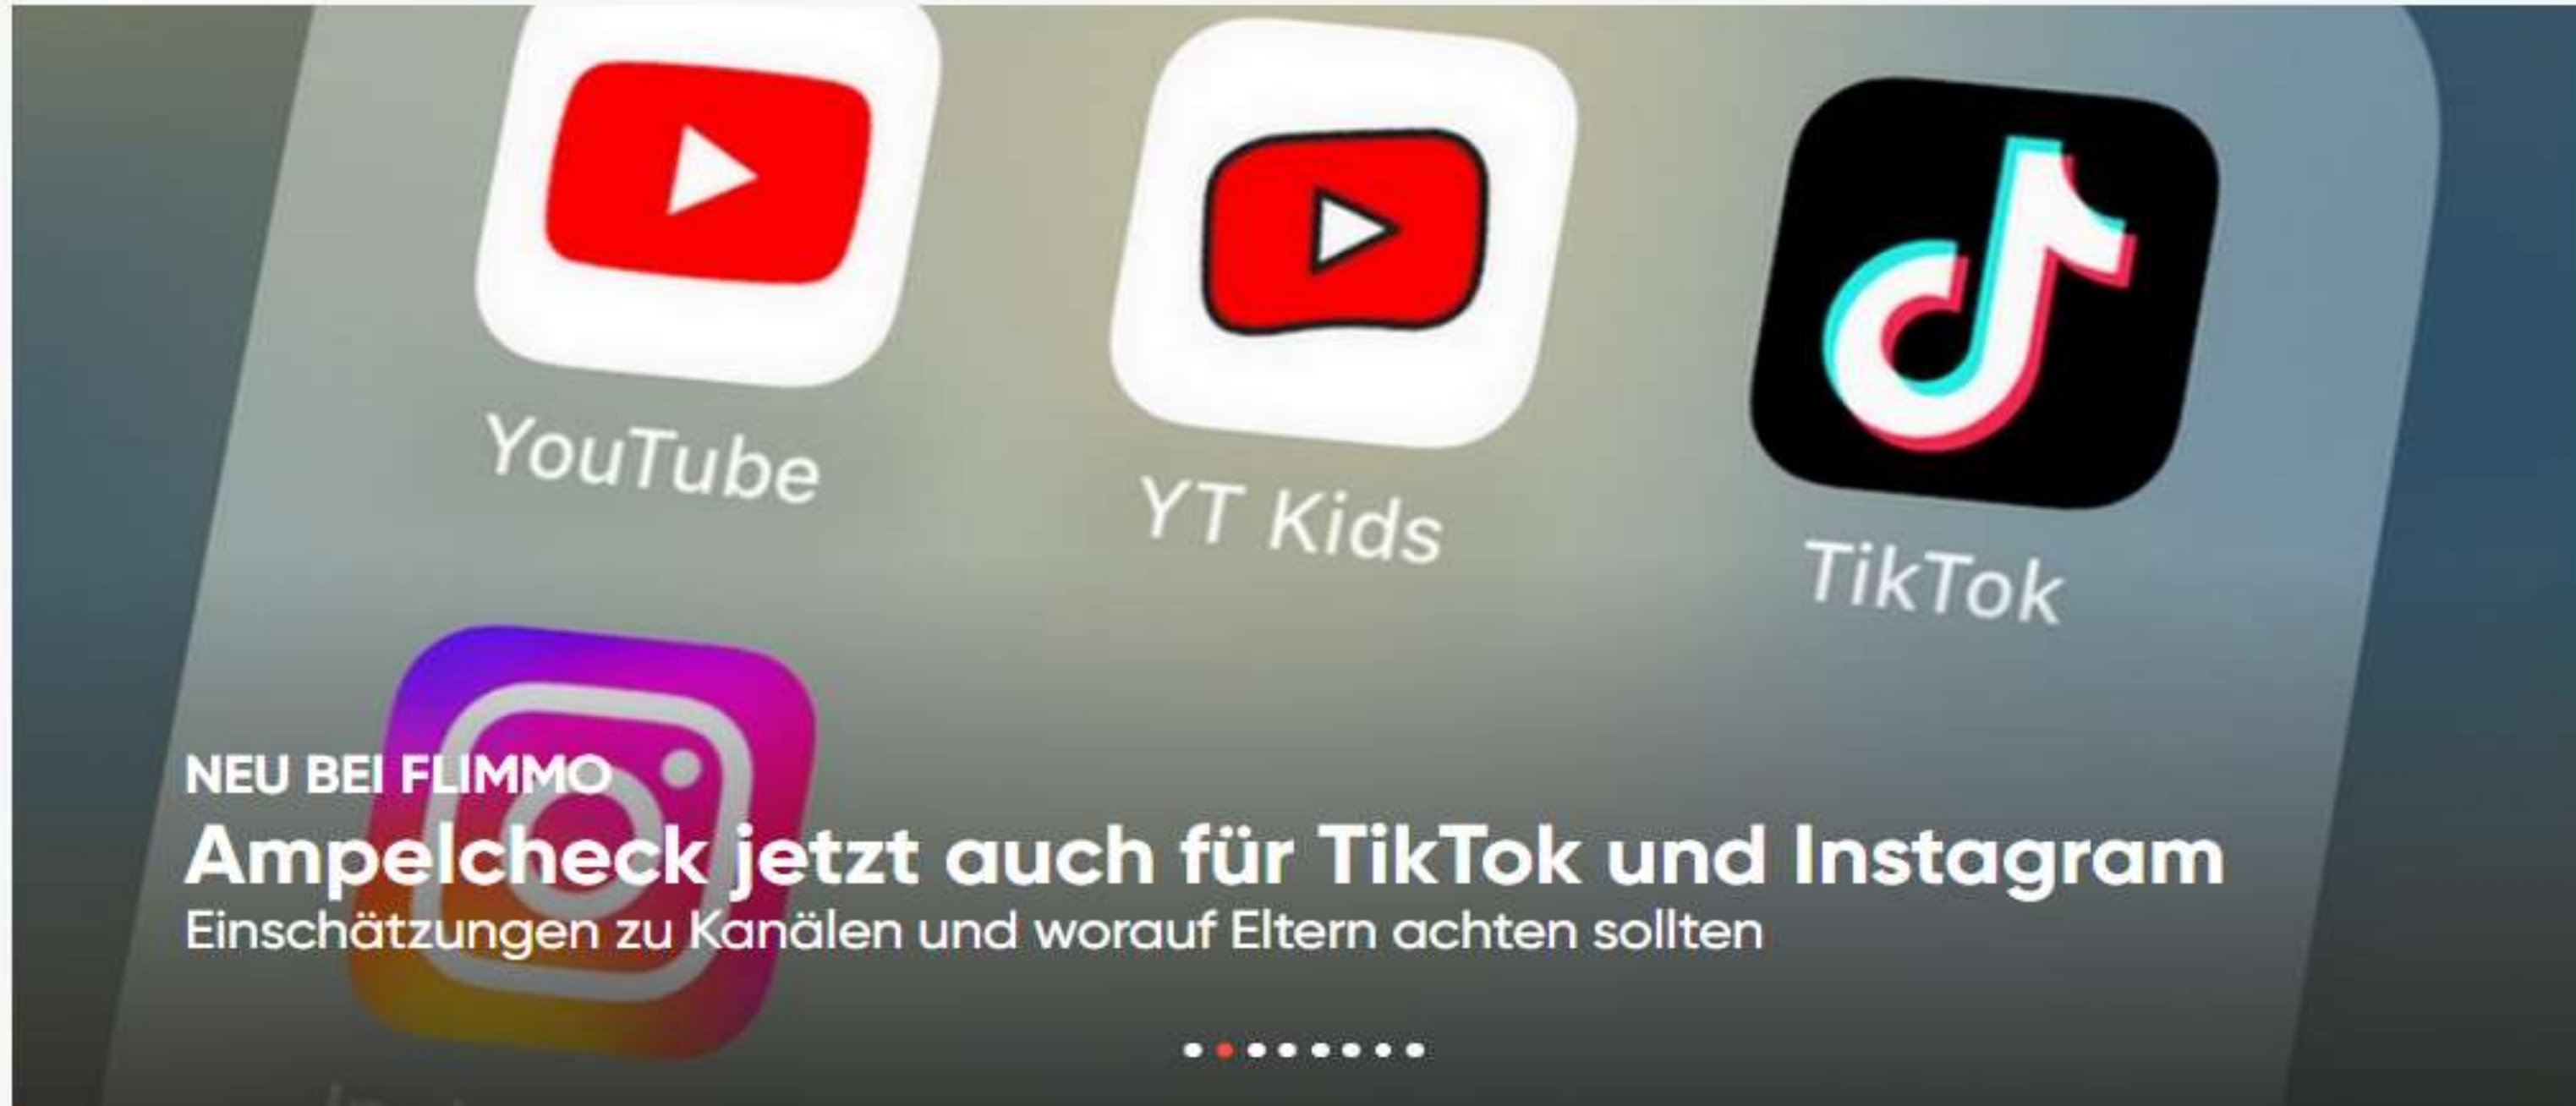 YouTube
YT Kids
TikTok
NEU BEI FLIMMO
Ampelcheck jetzt auch für TikTok und Instagram
Einschätzungen zu Kanälen und worauf Eltern achten sollten